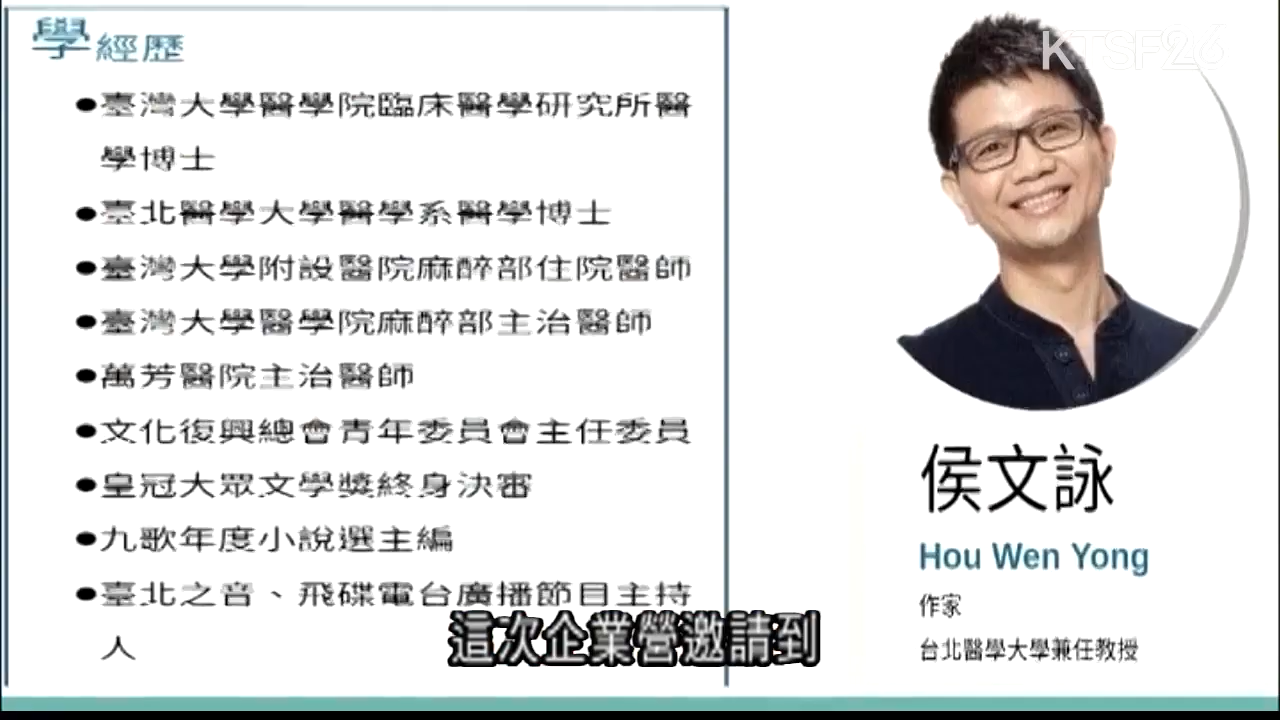 學經歷
●臺灣大學醫學院臨床醫學研究所醫
學博士
●臺北醫學大學醫學系醫學博士
●臺灣大學附設醫院麻醉部住院醫師
●臺灣大學醫學院麻醉部主治醫師
●萬芳醫院主治醫師
●文化復興總會青年委員會主任委員
●皇冠大眾文學獎終身決審
●九歌年度小說選主編
●臺北之音、飛碟電台廣播節目主持
人
KTSF26
侯文詠
Hou Wen Yong
作家
台北醫學大學兼任教授
這次企業營邀請到